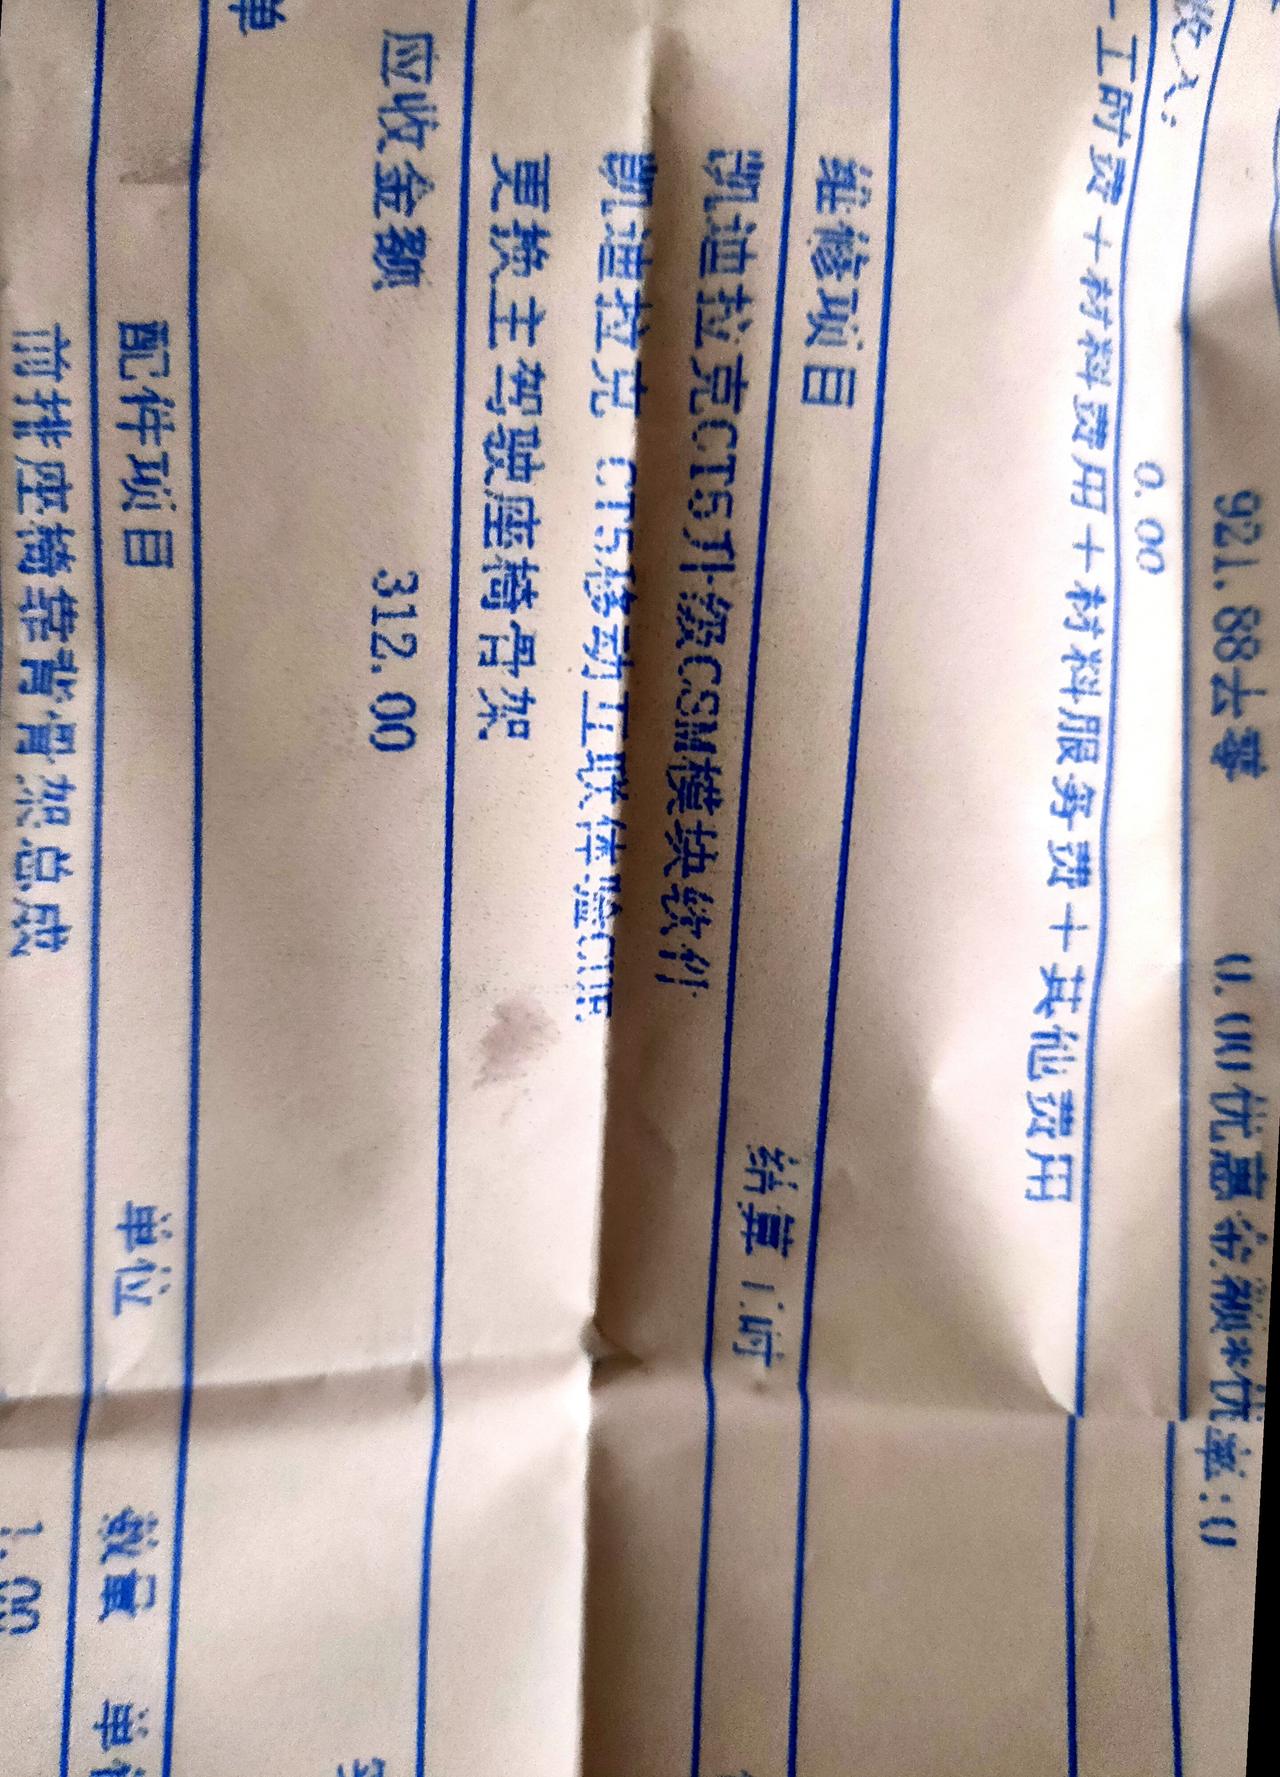 921.88去零 0.00优惠金额*优率:0
收入: 0.00
工时费+材料费用+材料服务费+其他费用
维修项目 结算工时
凯迪拉克CT5升级CSM模块软件
凯迪拉克 CT5移动互联体验
更换主驾驶座椅骨架
应收金额 312.00
单
配件项目 单位 数量 单
前排座椅靠背骨架总成 1.00